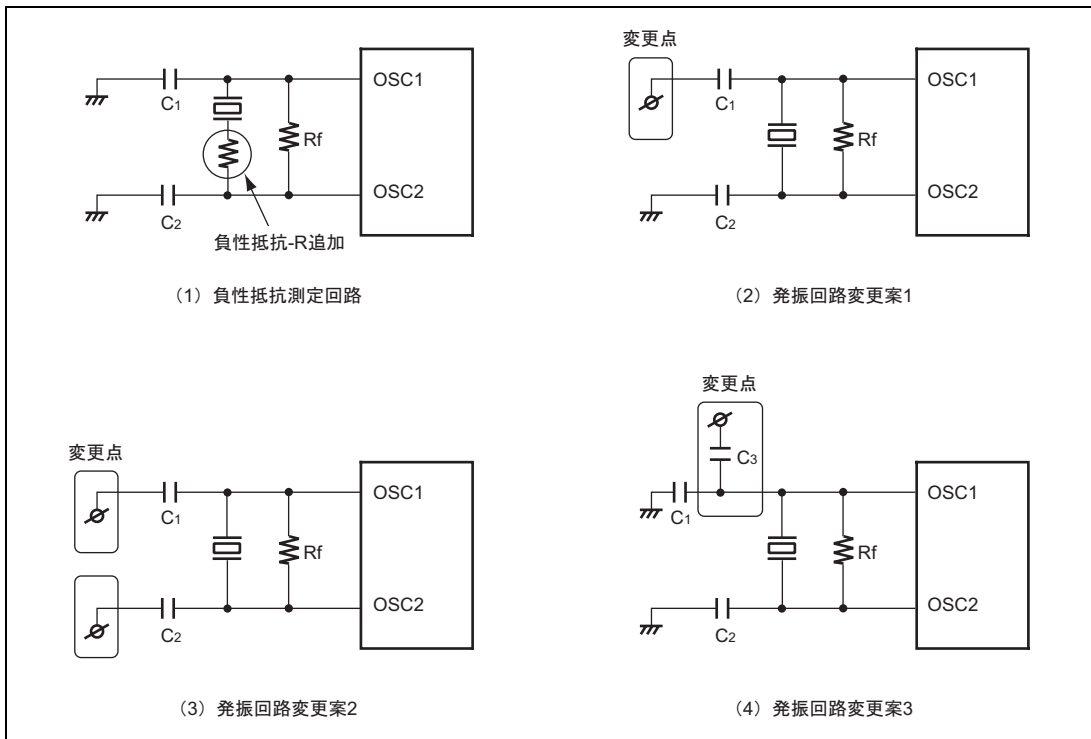 OSC1
C1
Rf
OSC2
C2
負性抵抗-R追加
（1）負性抵抗測定回路
変更点
OSC1
C1
Rf
OSC2
C2
（2）発振回路変更案1
変更点
OSC1
C1
Rf
OSC2
C2
（3）発振回路変更案2
変更点
C3
OSC1
C1
Rf
OSC2
C2
（4）発振回路変更案3